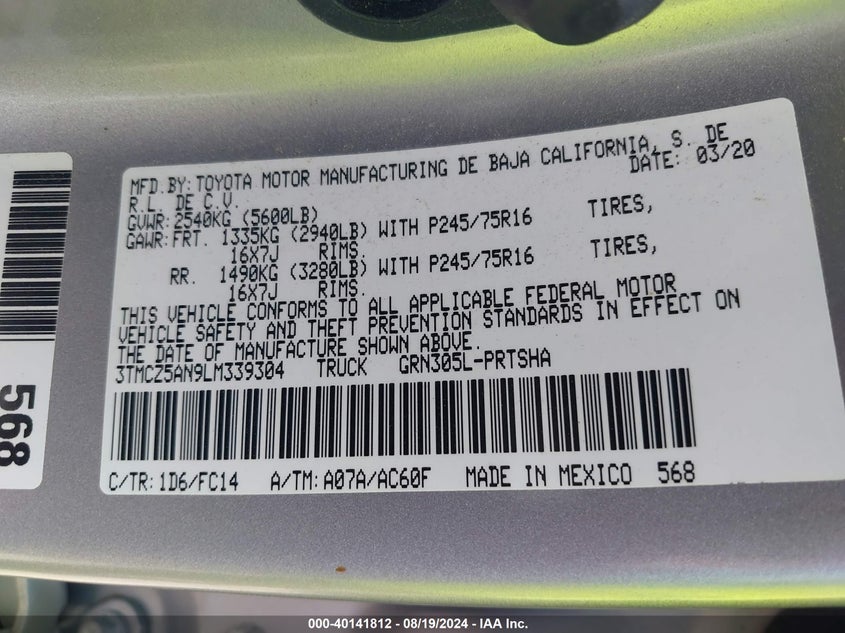 MFD.BY: TOYOTA MOTOR MANUFACTURING DE BAJA CALIFORNIA, S. DE
R.L. DE C.V. DATE: 03/20
GVWR: 2540KG (5600LB)
GAWR: FRT. 1335KG (2940LB) WITH P245/75R16 TIRES,
16X7J RIMS.
RR. 1490KG (3280LB) WITH P245/75R16 TIRES,
16X7J RIMS.
THIS VEHICLE CONFORMS TO ALL APPLICABLE FEDERAL MOTOR
VEHICLE SAFETY AND THEFT PREVENTION STANDARDS IN EFFECT ON
THE DATE OF MANUFACTURE SHOWN ABOVE.
3TMCZ5AN9LM339304 TRUCK GRN305L-PRTSHA
C/TR: 1D6/FC14 A/TM: A07A/AC60F MADE IN MEXICO 568
568
000-40141812 - 08/19/2024 - IAA Inc.